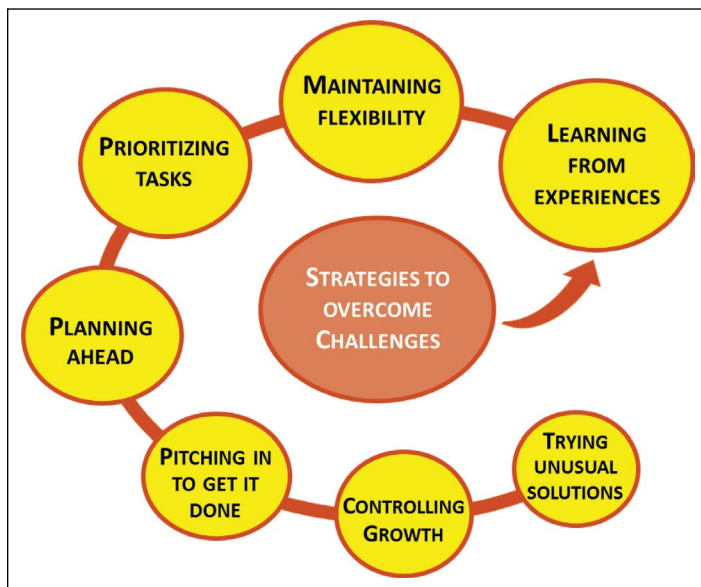 MAINTAINING
FLEXIBILITY
PRIORITIZING
TASKS
LEARNING
FROM
EXPERIENCES
STRATEGIES TO
OVERCOME
CHALLENGES
PLANNING
AHEAD
PITCHING IN
TO GET IT
DONE
CONTROLLING
GROWTH
TRYING
UNUSUAL
SOLUTIONS